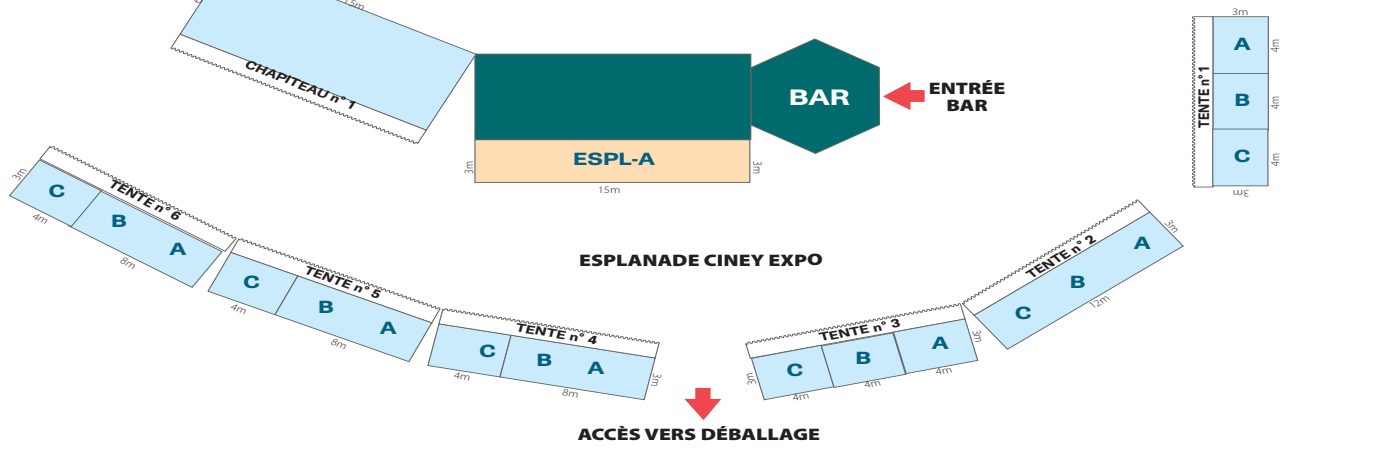 15m
CHAPITEAU n° 1
BAR
ENTRÉE
BAR
ESPL-A
3m
3m
15m
3m
TENTE n° 1
A
4m
B
4m
C
4m
3m
TENTE n° 6
3m
C
B
A
4m
8m
TENTE n° 5
C
B
A
4m
8m
TENTE n° 4
C
B
A
4m
8m
3m
ESPLANADE CINEY EXPO
TENTE n° 3
3m
C
B
A
4m
4m
4m
3m
TENTE n° 2
C
B
A
12m
3m
ACCÈS VERS DÉBALLAGE